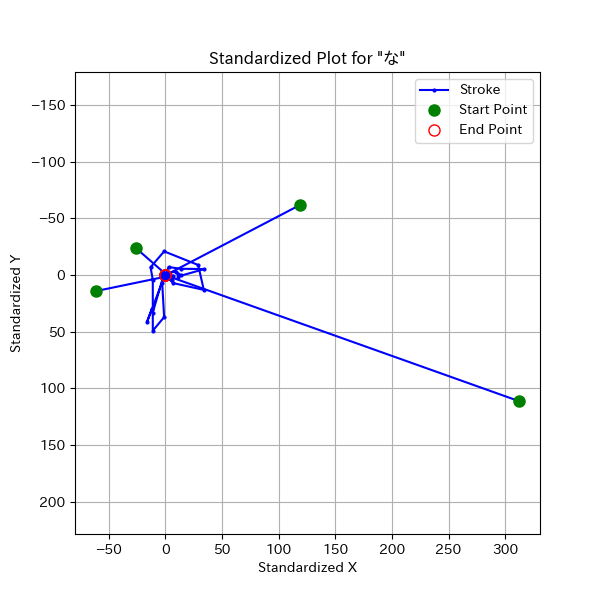 Standardized Plot for "な"
Stroke
Start Point
End Point
−150
−100
−50
0
50
100
150
200
Standardized Y
−50
0
50
100
150
200
250
300
Standardized X